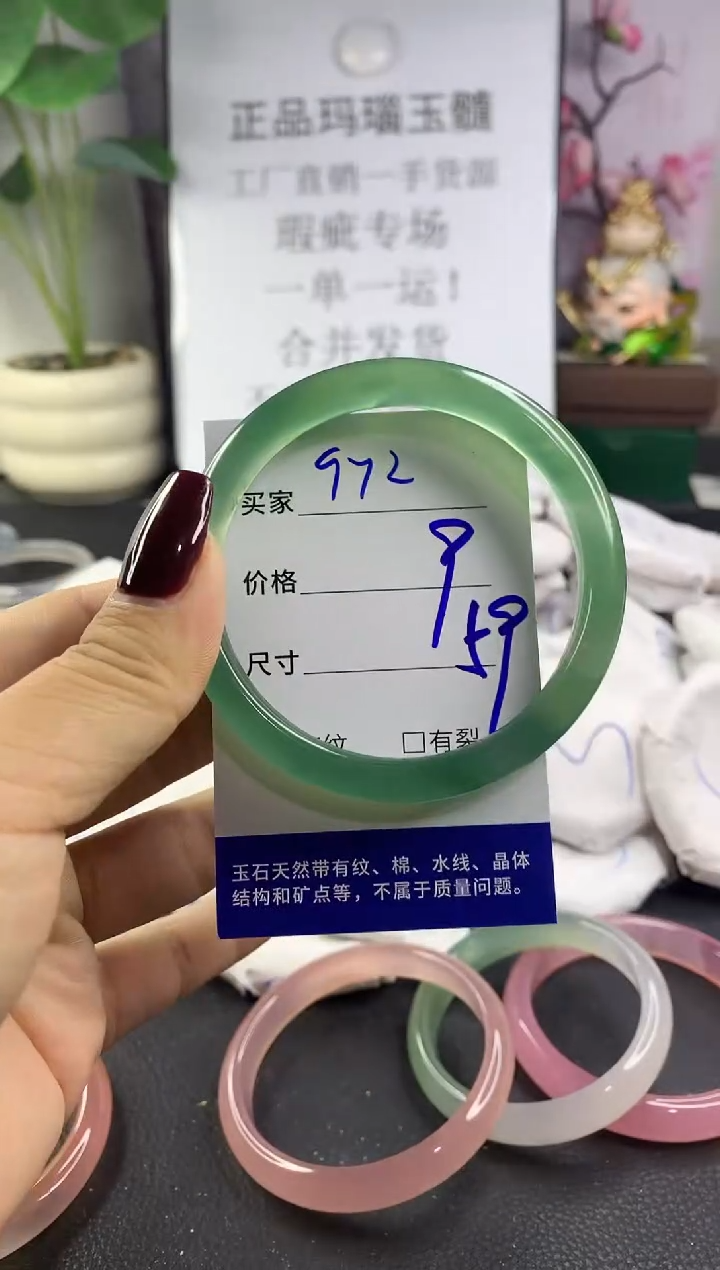 正品玛瑙玉髓
工厂直销一手货源
瑕疵专场
一单一运!
合并发货
买家 972
价格 9
尺寸 59
纹 □有裂
玉石天然带有纹、棉、水线、晶体
结构和矿点等，不属于质量问题。